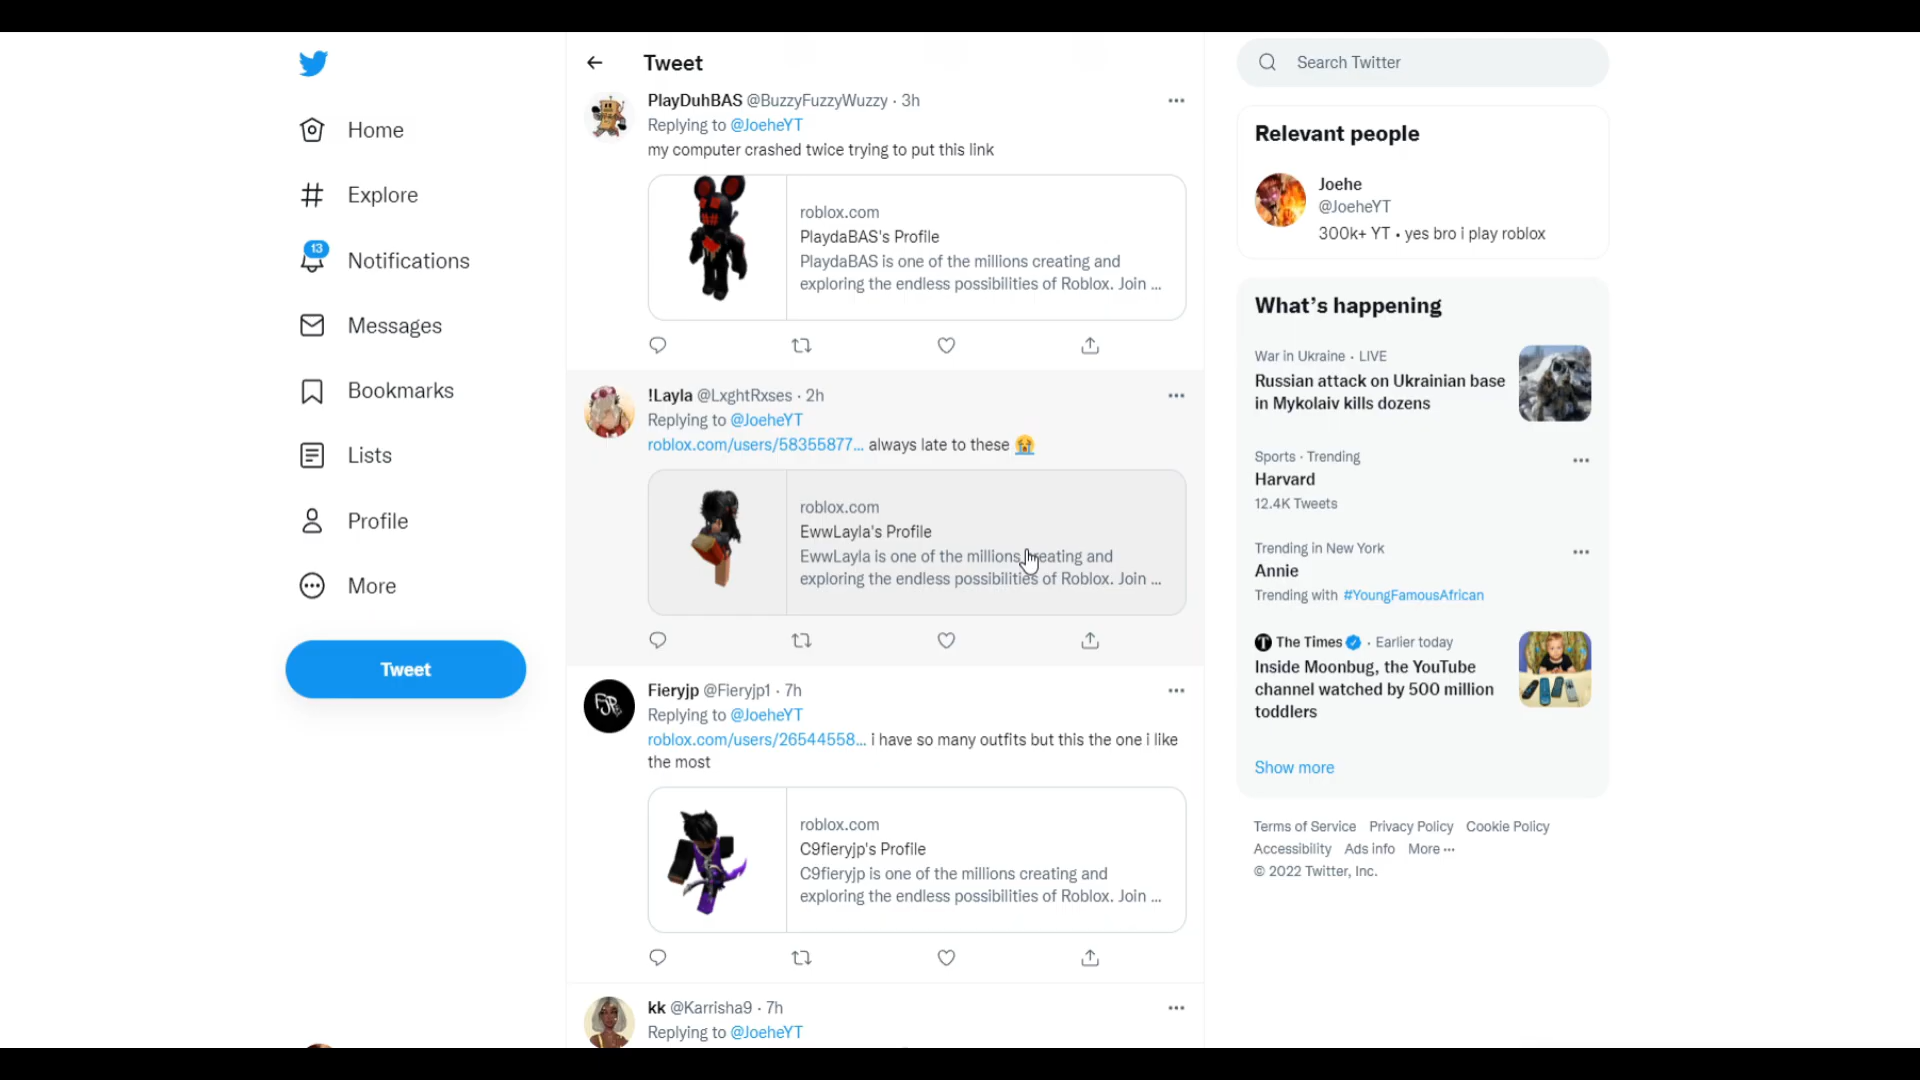 Home
Explore
13
Notifications
Messages
Bookmarks
Lists
Profile
More
Tweet
Tweet
PlayDuhBAS @BuzzyFuzzyWuzzy · 3h
Replying to @JoeheYT
my computer crashed twice trying to put this link
roblox.com
PlaydaBAS's Profile
PlaydaBAS is one of the millions creating and
exploring the endless possibilities of Roblox. Join ...
!Layla @LxghtRxses · 2h
Replying to @JoeheYT
roblox.com/users/58355877... always late to these 😭
roblox.com
EwwLayla's Profile
EwwLayla is one of the millions creating and
exploring the endless possibilities of Roblox. Join ...
Fieryjp @Fieryjp1 · 7h
Replying to @JoeheYT
roblox.com/users/26544558... i have so many outfits but this the one i like
the most
FJP
roblox.com
C9fieryjp's Profile
C9fieryjp is one of the millions creating and
exploring the endless possibilities of Roblox. Join ...
kk @Karrisha9 · 7h
Replying to @JoeheYT
Search Twitter
Relevant people
Joehe
@JoeheYT
300k+ YT • yes bro i play roblox
What's happening
War in Ukraine · LIVE
Russian attack on Ukrainian base
in Mykolaiv kills dozens
Sports · Trending
Harvard
12.4K Tweets
Trending in New York
Annie
Trending with #YoungFamousAfrican
The Times · Earlier today
Inside Moonbug, the YouTube
channel watched by 500 million
toddlers
Show more
Terms of Service Privacy Policy Cookie Policy
Accessibility Ads info More ···
© 2022 Twitter, Inc.